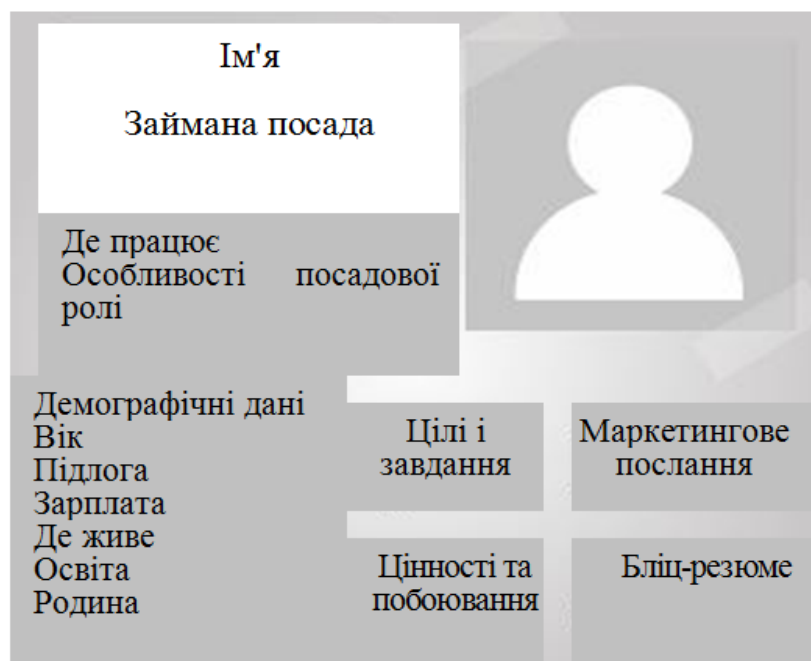 Ім'я
Займана посада
Де працює
Особливості посадової
ролі
Демографічні дані
Вік
Підлога
Зарплата
Де живе
Освіта
Родина
Цілі і
завдання
Маркетингове
послання
Цінності та
побоювання
Бліц-резюме